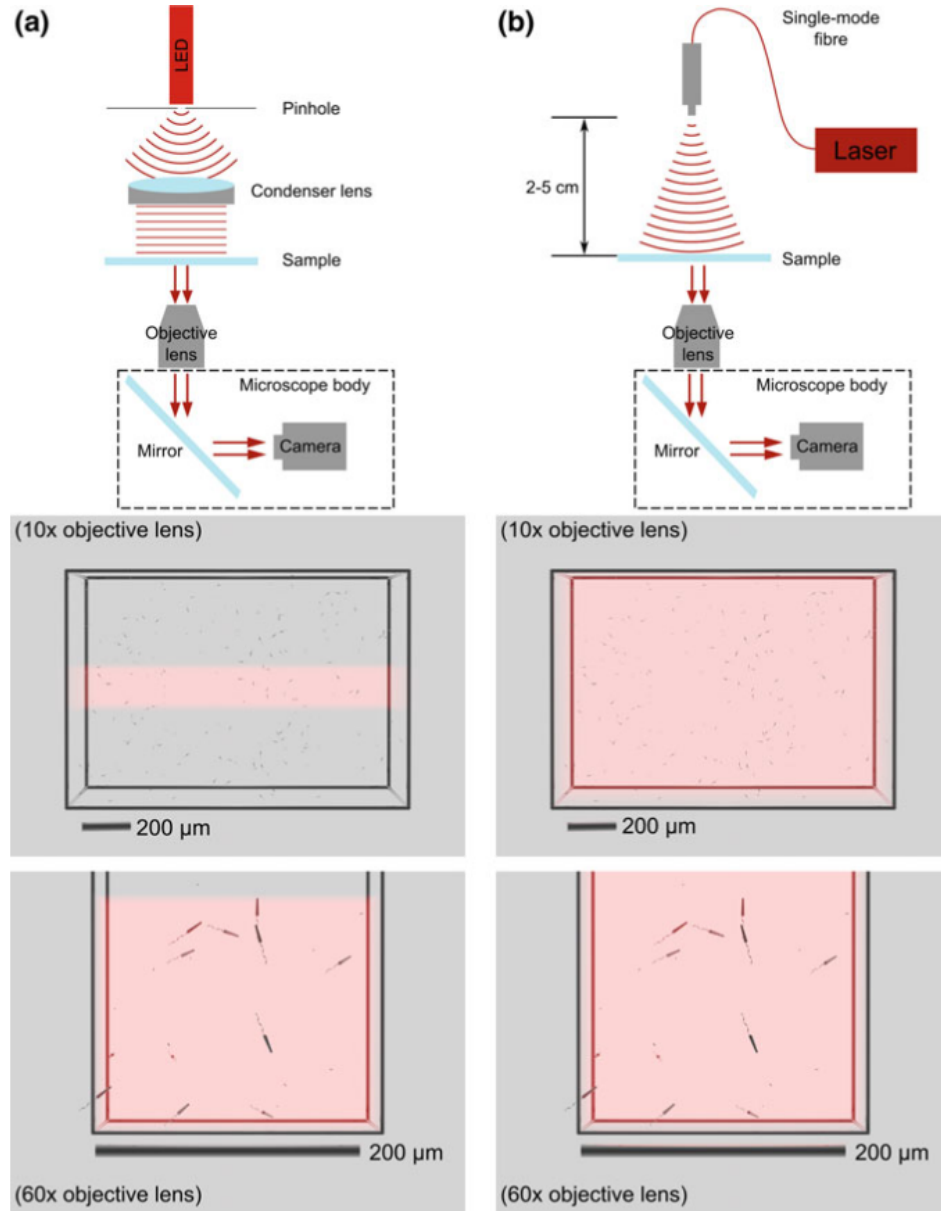 (a)
LED
Pinhole
Condenser lens
Sample
Objective
lens
Microscope body
Mirror
Camera
(10x objective lens)
200 μm
200 μm
(60x objective lens)
(b)
Single-mode
fibre
Laser
2-5 cm
Sample
Objective
lens
Microscope body
Mirror
Camera
(10x objective lens)
200 μm
200 μm
(60x objective lens)